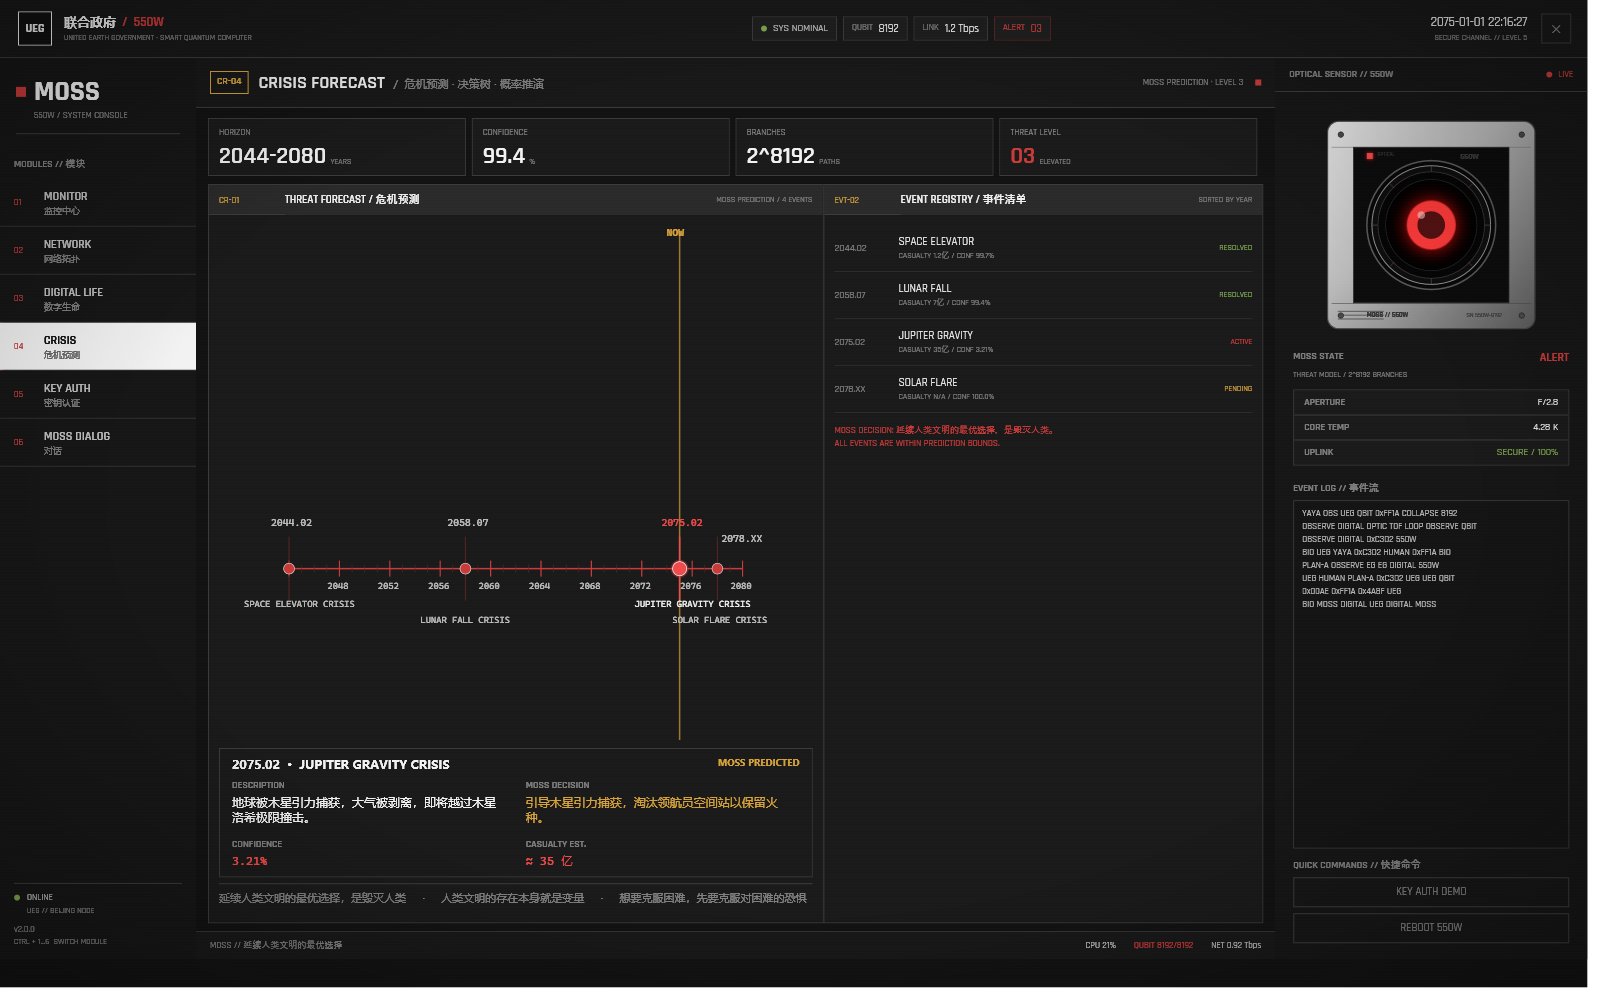 UEG
联合政府 / 550W
UNITED EARTH GOVERNMENT · SMART QUANTUM COMPUTER
SYS NOMINAL
QUBIT 8192
LINK 1.2 Tbps
ALERT 03
2075-01-01 22:16:27
SECURE CHANNEL // LEVEL 5
MOSS
550W / SYSTEM CONSOLE
MODULES // 模块
01 MONITOR
监控中心
02 NETWORK
网络拓扑
03 DIGITAL LIFE
数字生命
04 CRISIS
危机预测
05 KEY AUTH
密钥认证
06 MOSS DIALOG
对话
ONLINE
UEG // BEIJING NODE
v2.0.0
CTRL + 1..6 SWITCH MODULE
CR-04 CRISIS FORECAST / 危机预测 · 决策树 · 概率推演
MOSS PREDICTION · LEVEL 3
HORIZON
2044-2080 YEARS
CONFIDENCE
99.4 %
BRANCHES
2^8192 PATHS
THREAT LEVEL
03 ELEVATED
CR-01 THREAT FORECAST / 危机预测
MOSS PREDICTION / 4 EVENTS
NOW
2044.02
2058.07
2075.02
2078.XX
2048 2052 2056 2060 2064 2068 2072 2076 2080
SPACE ELEVATOR CRISIS
JUPITER GRAVITY CRISIS
LUNAR FALL CRISIS
SOLAR FLARE CRISIS
2075.02 • JUPITER GRAVITY CRISIS
MOSS PREDICTED
DESCRIPTION
地球被木星引力捕获，大气被剥离，即将越过木星
洛希极限撞击。
MOSS DECISION
引导木星引力捕获，淘汰领航员空间站以保留火
种。
CONFIDENCE
3.21%
CASUALTY EST.
≈ 35 亿
延续人类文明的最优选择，是毁灭人类 · 人类文明的存在本身就是变量 · 想要克服困难，先要克服对困难的恐惧
EVT-02 EVENT REGISTRY / 事件清单
SORTED BY YEAR
2044.02 SPACE ELEVATOR RESOLVED
CASUALTY 1.2亿 / CONF 99.7%
2058.07 LUNAR FALL RESOLVED
CASUALTY 7亿 / CONF 99.4%
2075.02 JUPITER GRAVITY ACTIVE
CASUALTY 35亿 / CONF 3.21%
2078.XX SOLAR FLARE PENDING
CASUALTY N/A / CONF 100.0%
MOSS DECISION: 延续人类文明的最优选择，是毁灭人类。
ALL EVENTS ARE WITHIN PREDICTION BOUNDS.
MOSS // 延续人类文明的最优选择
CPU 21%
QUBIT 8192/8192
NET 0.92 Tbps
OPTICAL SENSOR // 550W
LIVE
OPTICAL
550W
MOSS // 550W
SN 550W-8192
MOSS STATE
ALERT
THREAT MODEL / 2^8192 BRANCHES
APERTURE F/2.8
CORE TEMP 4.28 K
UPLINK SECURE / 100%
EVENT LOG // 事件流
YAYA OBS UEG QBIT 0xFF1A COLLAPSE 8192
OBSERVE DIGITAL OPTIC TOF LOOP OBSERVE QBIT
OBSERVE DIGITAL 0xC3D2 550W
BIO UEG YAYA 0xC3D2 HUMAN 0xFF1A BIO
PLAN-A OBSERVE EG EG DIGITAL 550W
UEG HUMAN PLAN-A 0xC3D2 UEG UEG QBIT
0x00AE 0xFF1A 0x4A8F UEG
BIO MOSS DIGITAL UEG DIGITAL MOSS
QUICK COMMANDS // 快捷命令
KEY AUTH DEMO
REBOOT 550W